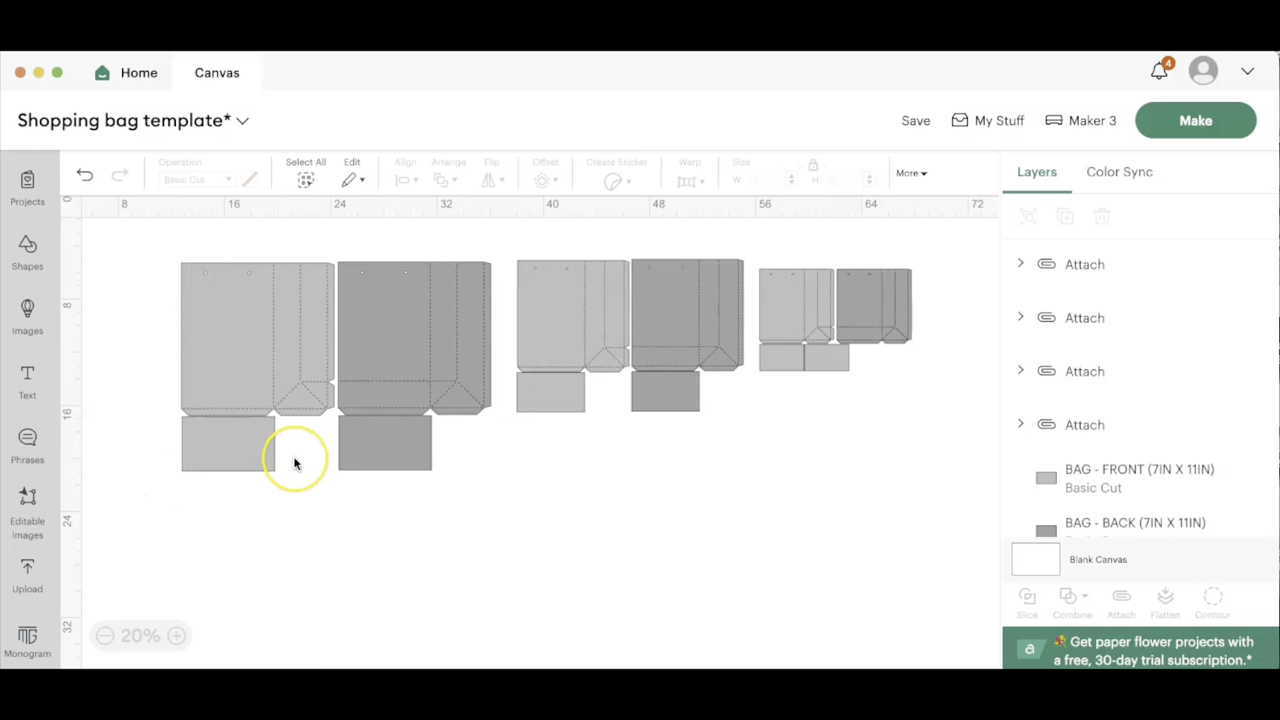 Home
Canvas
4
Shopping bag template*
Save
My Stuff
Maker 3
Make
Operation
Basic Cut
Select All
Edit
Align
Arrange
Flip
Offset
Create Sticker
Warp
Size
W
H
More
Layers
Color Sync
0
8
16
24
32
40
48
56
64
72
8
16
24
32
Projects
Shapes
Images
Text
Phrases
Editable
Images
Upload
MG
Monogram
20%
Attach
Attach
Attach
Attach
BAG - FRONT (7IN X 11IN)
Basic Cut
BAG - BACK (7IN X 11IN)
Blank Canvas
Slice
Combine
Attach
Flatten
Contour
a
💐 Get paper flower projects with
a free, 30-day trial subscription.*